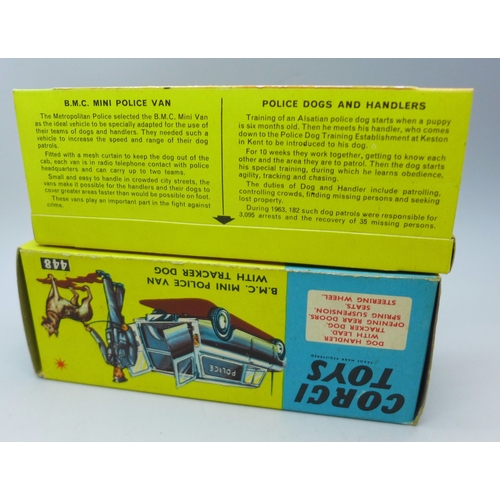 B.M.C. MINI POLICE VAN
The Metropolitan Police selected the B.M.C. Mini Van
as the ideal vehicle to be specially adapted for the use of
their teams of dogs and handlers. They needed such a
vehicle to increase the speed and range of their dog
patrols.
Fitted with a mesh curtain to keep the dog out of the
cab, each van is in radio telephone contact with police
headquarters and can carry up to two teams.
Small and easy to handle in crowded city streets, the
vans make it possible for the handlers and their dogs to
cover greater areas faster than would be possible on foot.
These vans play an important part in the fight against
crime.
POLICE DOGS AND HANDLERS
Training of an Alsatian police dog starts when a puppy
is six months old. Then he meets his handler, who comes
down to the Police Dog Training Establishment at Keston
in Kent to be introduced to his dog.
For 10 weeks they work together, getting to know each
other and the area they are to patrol. Then the dog starts
his special training, during which he learns obedience,
agility, tracking and chasing.
The duties of Dog and Handler include patrolling,
controlling crowds, finding missing persons and seeking
lost property.
During 1963, 182 such dog patrols were responsible for
3,095 arrests and the recovery of 35 missing persons.
448
B.M.C. MINI POLICE VAN
WITH TRACKER DOG
POLICE
DOG HANDLER
WITH LEAD.
TRACKER DOG.
OPENING REAR DOORS.
SPRING SUSPENSION.
SEATS.
STEERING WHEEL.
CORGI
TOYS